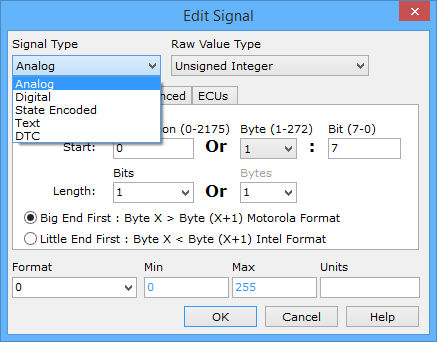 Edit Signal
Signal Type Raw Value Type
Analog Unsigned Integer
Analog
Digital
State Encoded
Text
DTC
ECUs
(0-2175) Byte (1-272) Bit (7-0)
Start: 0 Or 1 : 7
Bits Bytes
Length: 1 Or 1
Big End First : Byte X > Byte (X+1) Motorola Format
Little End First : Byte X < Byte (X+1) Intel Format
Format Min Max Units
0 0 255
OK Cancel Help